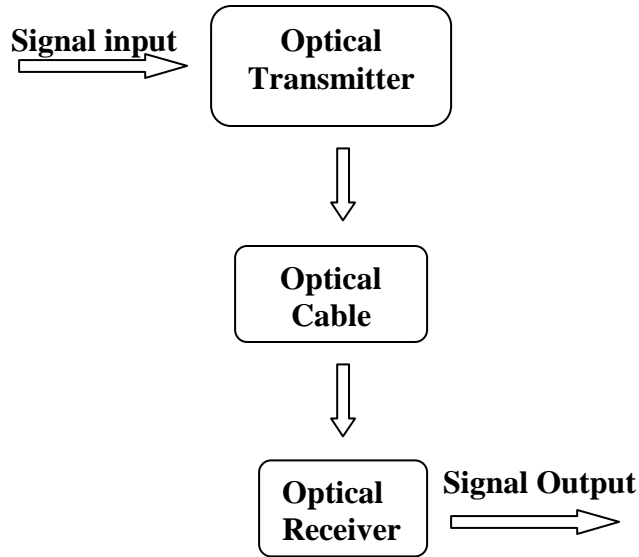 Signal input
Optical
Transmitter
Optical
Cable
Optical
Receiver
Signal Output